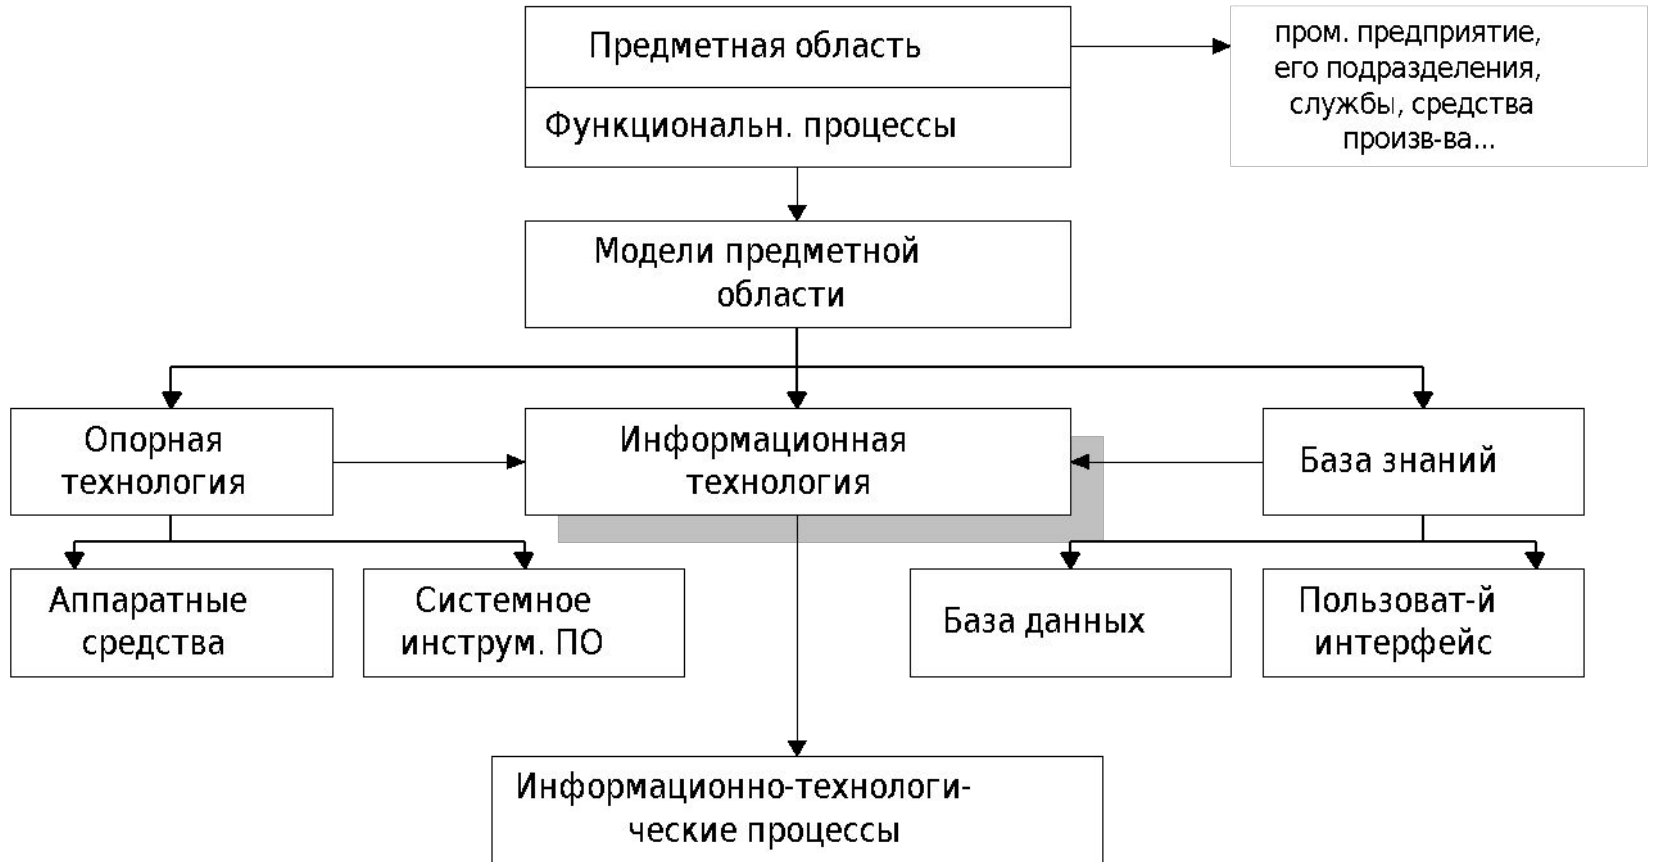 Предметная область
Функциональн. процессы
пром. предприятие,
его подразделения,
службы, средства
произв-ва...
Модели предметной
области
Опорная
технология
Информационная
технология
База знаний
Аппаратные
средства
Системное
инструм. ПО
База данных
Пользоват-й
интерфейс
Информационно-технологи-
ческие процессы